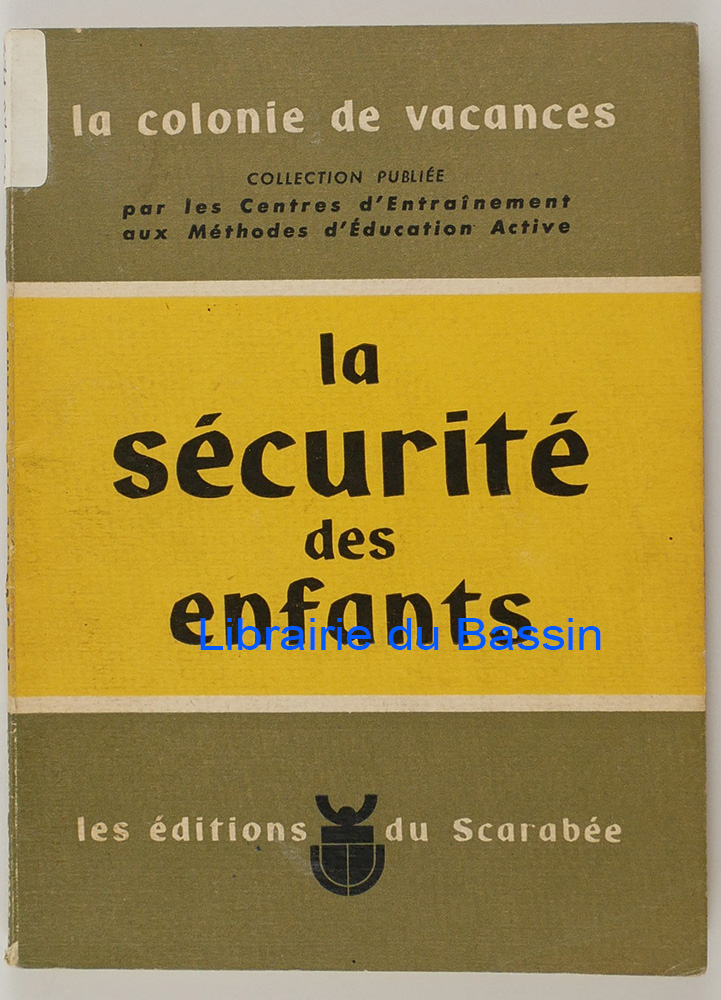 la colonie de vacances
COLLECTION PUBLIÉE
par les Centres d'Entraînement
aux Méthodes d'Éducation Active
la
sécurité
des
enfants
Librairie du Bassin
les éditions du Scarabée